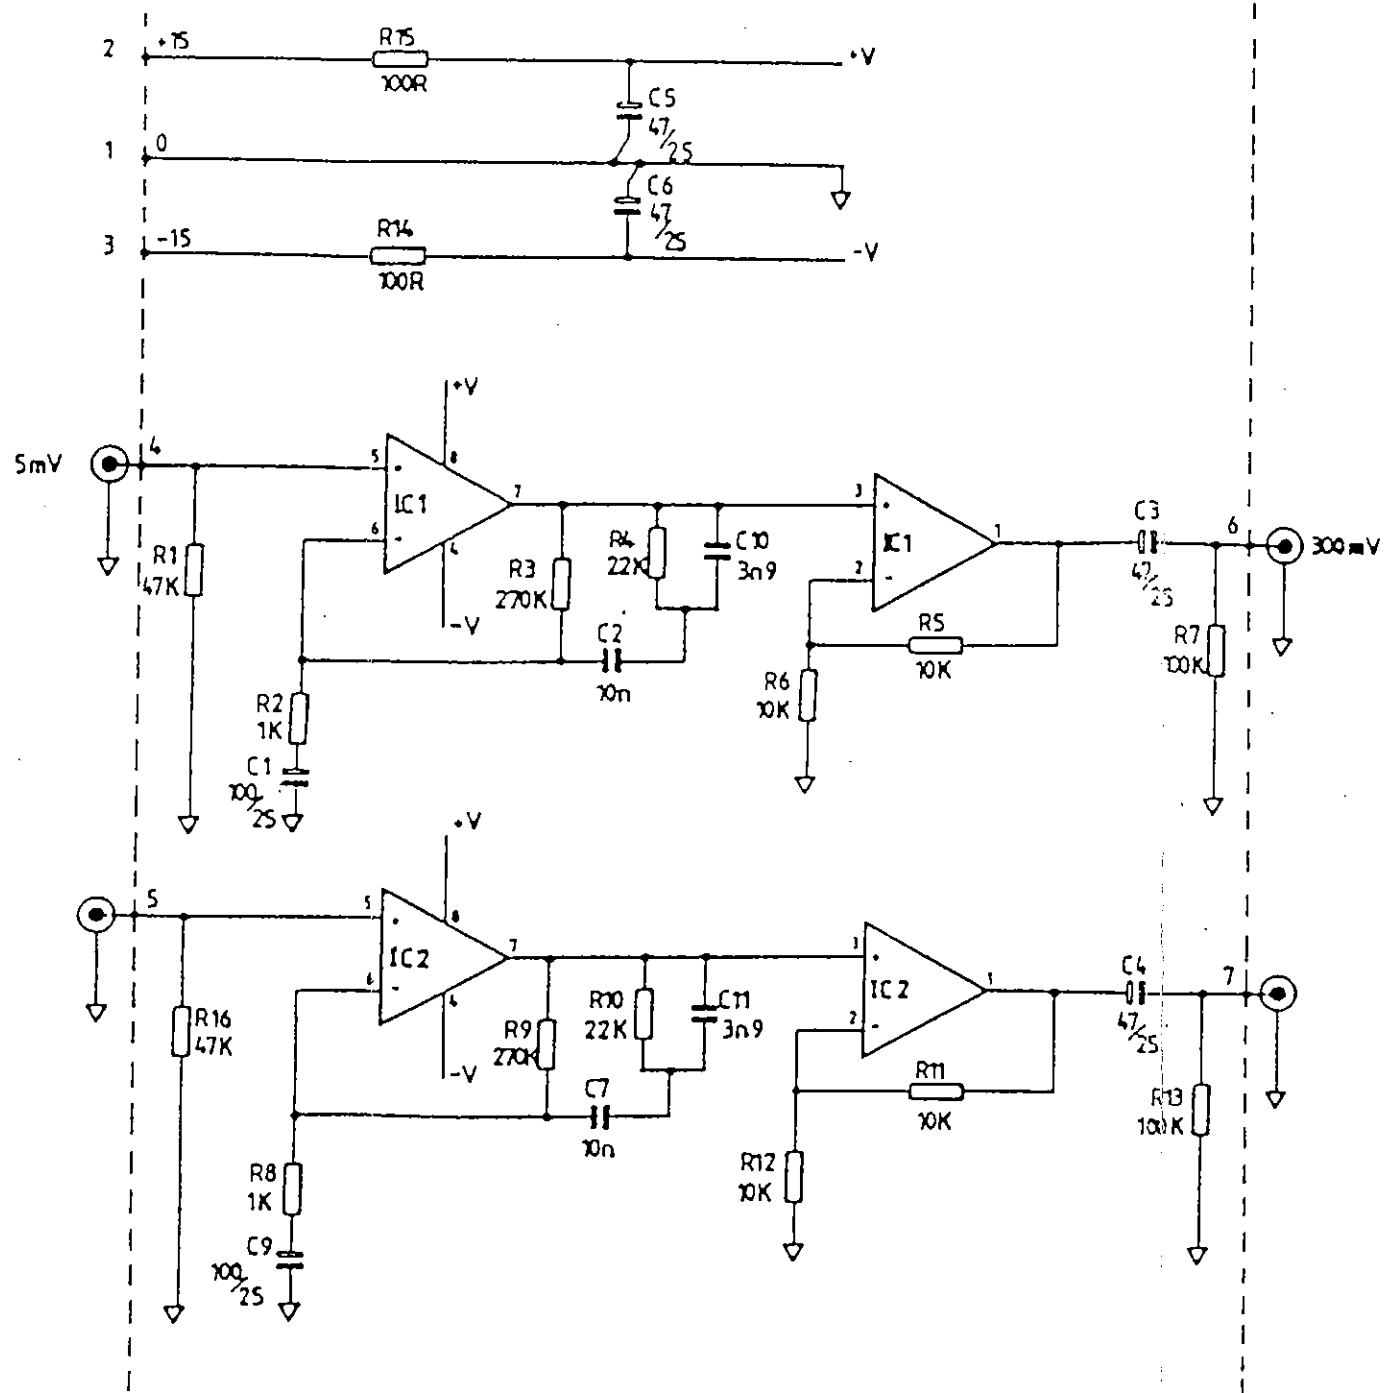 2 +15 R15 +V
100R
C5
47/25
1 0
C6
47/25
3 -15 R14 -V
100R
+V
5mV 4 5 + 8
IC1 7 3 + 1 C3 6 300mV
6 - 4 R4 C10 IC1 47/25
R1 R3 22K 3n9 2 -
47K 270K
-V C2 R5 R7
10n 10K 100K
R2 R6
1K 10K
C1
100/25
+V
5 5 + 8
IC2 7 3 + 1 C4 7
6 - 4 R10 C11 IC2 47/25
R16 R9 22K 3n9 2 -
47K 270K
-V C7 R11 R13
10n 10K 100K
R8 R12
1K 10K
C9
100/25